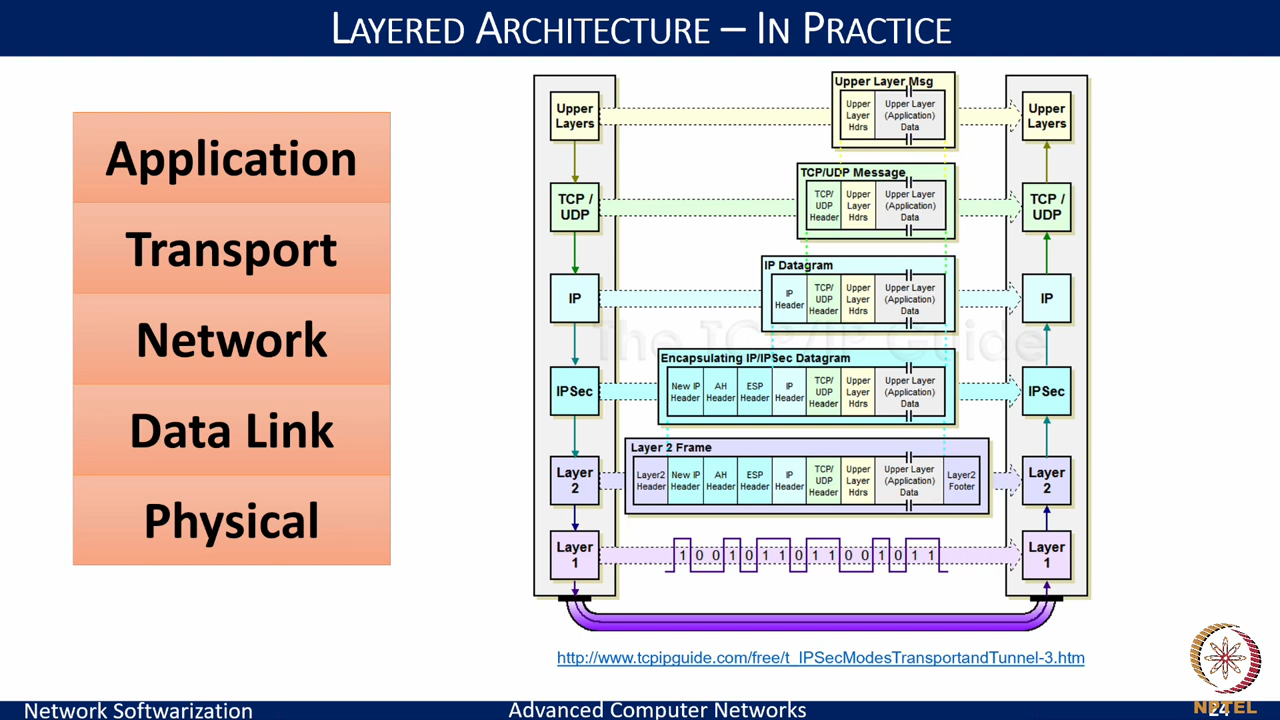 LAYERED ARCHITECTURE – IN PRACTICE
Application
Transport
Network
Data Link
Physical
Upper
Layers
TCP /
UDP
IP
IPSec
Layer
2
Layer
1
Upper Layer Msg
Upper
Layer
Hdrs
Upper Layer
(Application)
Data
TCP/UDP Message
TCP/
UDP
Header
Upper
Layer
Hdrs
Upper Layer
(Application)
Data
IP Datagram
IP
Header
TCP/
UDP
Header
Upper
Layer
Hdrs
Upper Layer
(Application)
Data
The TCP/IP Guide
Encapsulating IP/IPSec Datagram
New IP
Header
AH
Header
ESP
Header
IP
Header
TCP/
UDP
Header
Upper
Layer
Hdrs
Upper Layer
(Application)
Data
Layer 2 Frame
Layer2
Header
New IP
Header
AH
Header
ESP
Header
IP
Header
TCP/
UDP
Header
Upper
Layer
Hdrs
Upper Layer
(Application)
Data
Layer2
Footer
1 0 0 1 0 1 1 0 1 1 0 0 1 0 1 1
Upper
Layers
TCP /
UDP
IP
IPSec
Layer
2
Layer
1
http://www.tcpipguide.com/free/t_IPSecModesTransportandTunnel-3.htm
Network Softwarization
Advanced Computer Networks
24
NPTEL